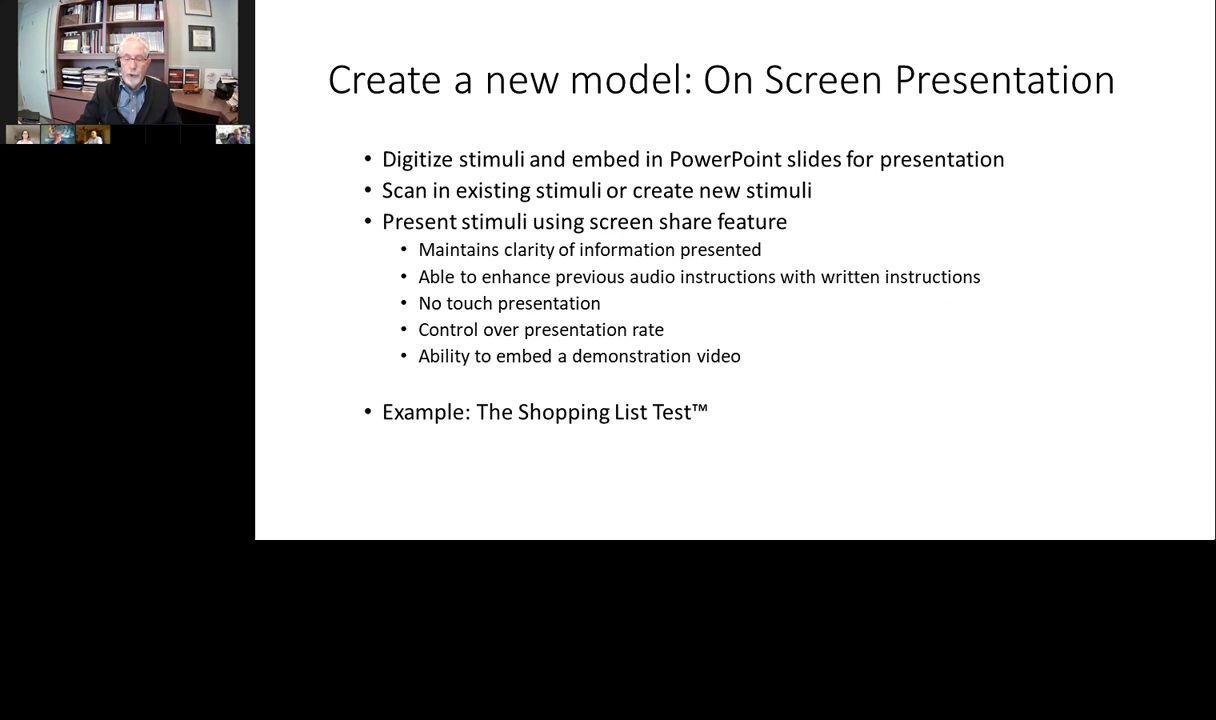 Create a new model: On Screen Presentation
• Digitize stimuli and embed in PowerPoint slides for presentation
• Scan in existing stimuli or create new stimuli
• Present stimuli using screen share feature
• Maintains clarity of information presented
• Able to enhance previous audio instructions with written instructions
• No touch presentation
• Control over presentation rate
• Ability to embed a demonstration video
• Example: The Shopping List Test™